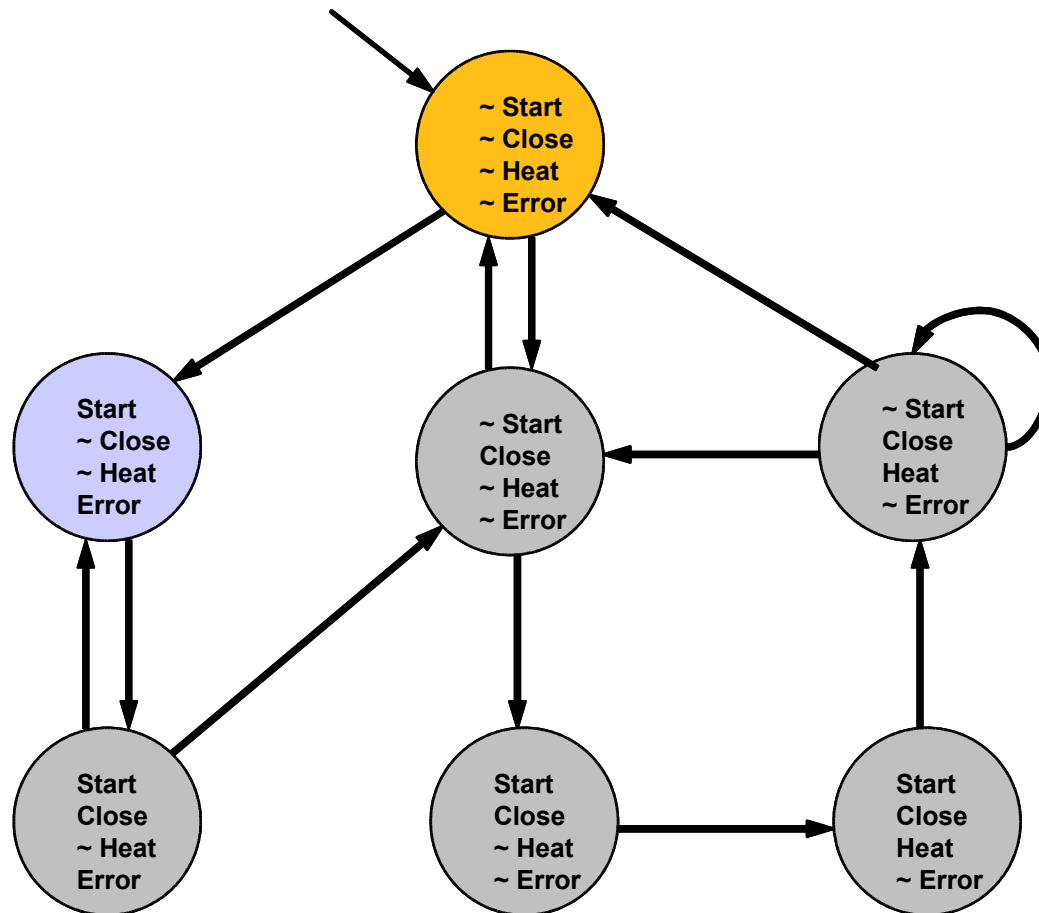 ~ Start
~ Close
~ Heat
~ Error
Start
~ Close
~ Heat
Error
~ Start
Close
~ Heat
~ Error
~ Start
Close
Heat
~ Error
Start
Close
~ Heat
Error
Start
Close
~ Heat
~ Error
Start
Close
Heat
~ Error